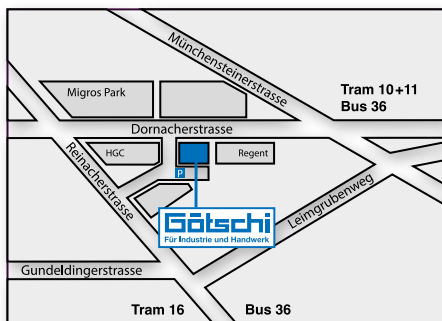 Münchensteinerstrasse
Migros Park
Tram 10+11
Bus 36
Dornacherstrasse
HGC
Regent
P
Reinacherstrasse
Götschi
Für Industrie und Handwerk
Leimgrubenweg
Gundeldingerstrasse
Tram 16
Bus 36